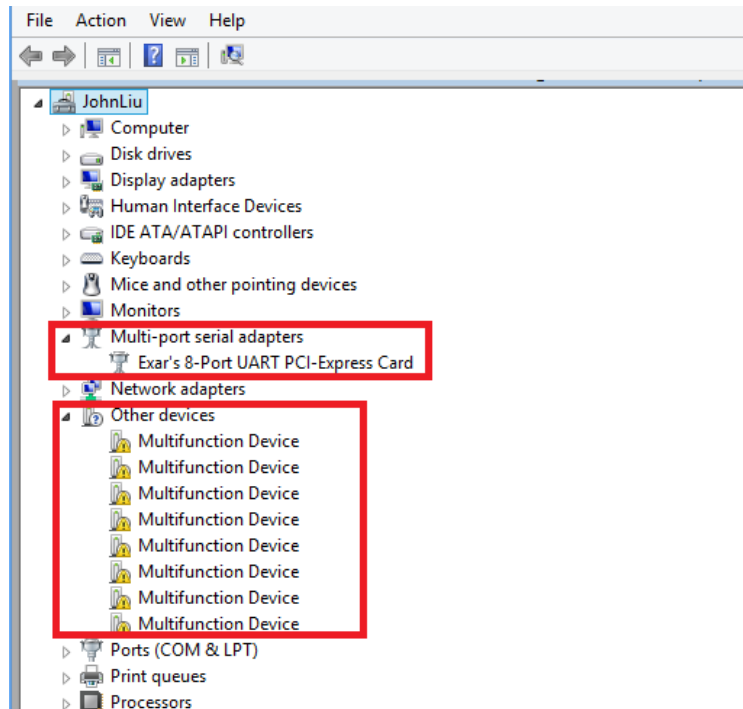 File Action View Help
JohnLiu
Computer
Disk drives
Display adapters
Human Interface Devices
IDE ATA/ATAPI controllers
Keyboards
Mice and other pointing devices
Monitors
Multi-port serial adapters
Exar's 8-Port UART PCI-Express Card
Network adapters
Other devices
Multifunction Device
Multifunction Device
Multifunction Device
Multifunction Device
Multifunction Device
Multifunction Device
Multifunction Device
Multifunction Device
Ports (COM & LPT)
Print queues
Processors